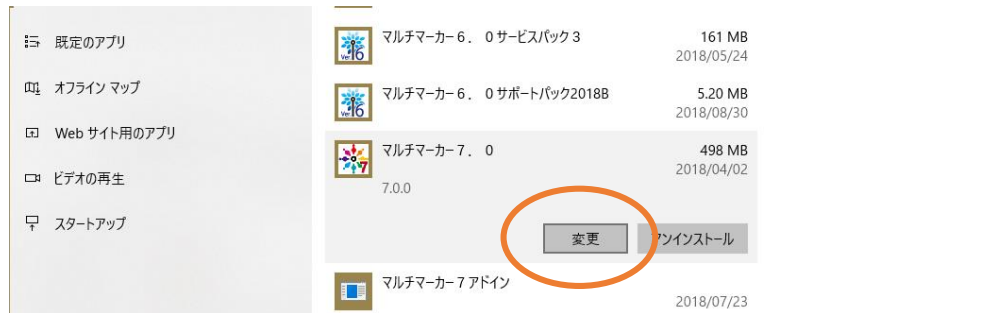 既定のアプリ
オフライン マップ
Web サイト用のアプリ
ビデオの再生
スタートアップ
マルチマーカー６．０サービスパック３
161 MB
2018/05/24
Ver.6
マルチマーカー６．０サポートパック2018B
5.20 MB
2018/08/30
Ver.6
マルチマーカー７．０
498 MB
2018/04/02
7
7.0.0
変更
アンインストール
マルチマーカー７アドイン
2018/07/23